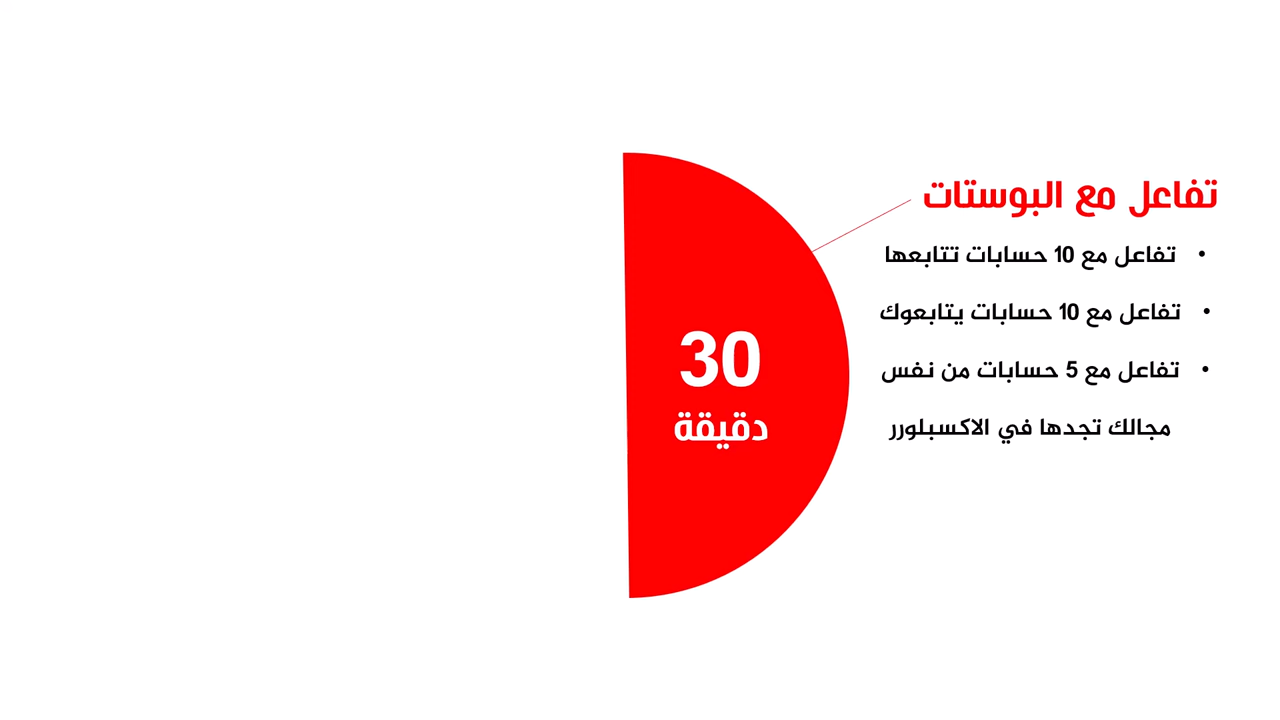 تفاعل مع البوستات
• تفاعل مع 10 حسابات تتابعها
• تفاعل مع 10 حسابات يتابعوك
• تفاعل مع 5 حسابات من نفس
مجالك تجدها في الاكسبلورر
30
دقيقة